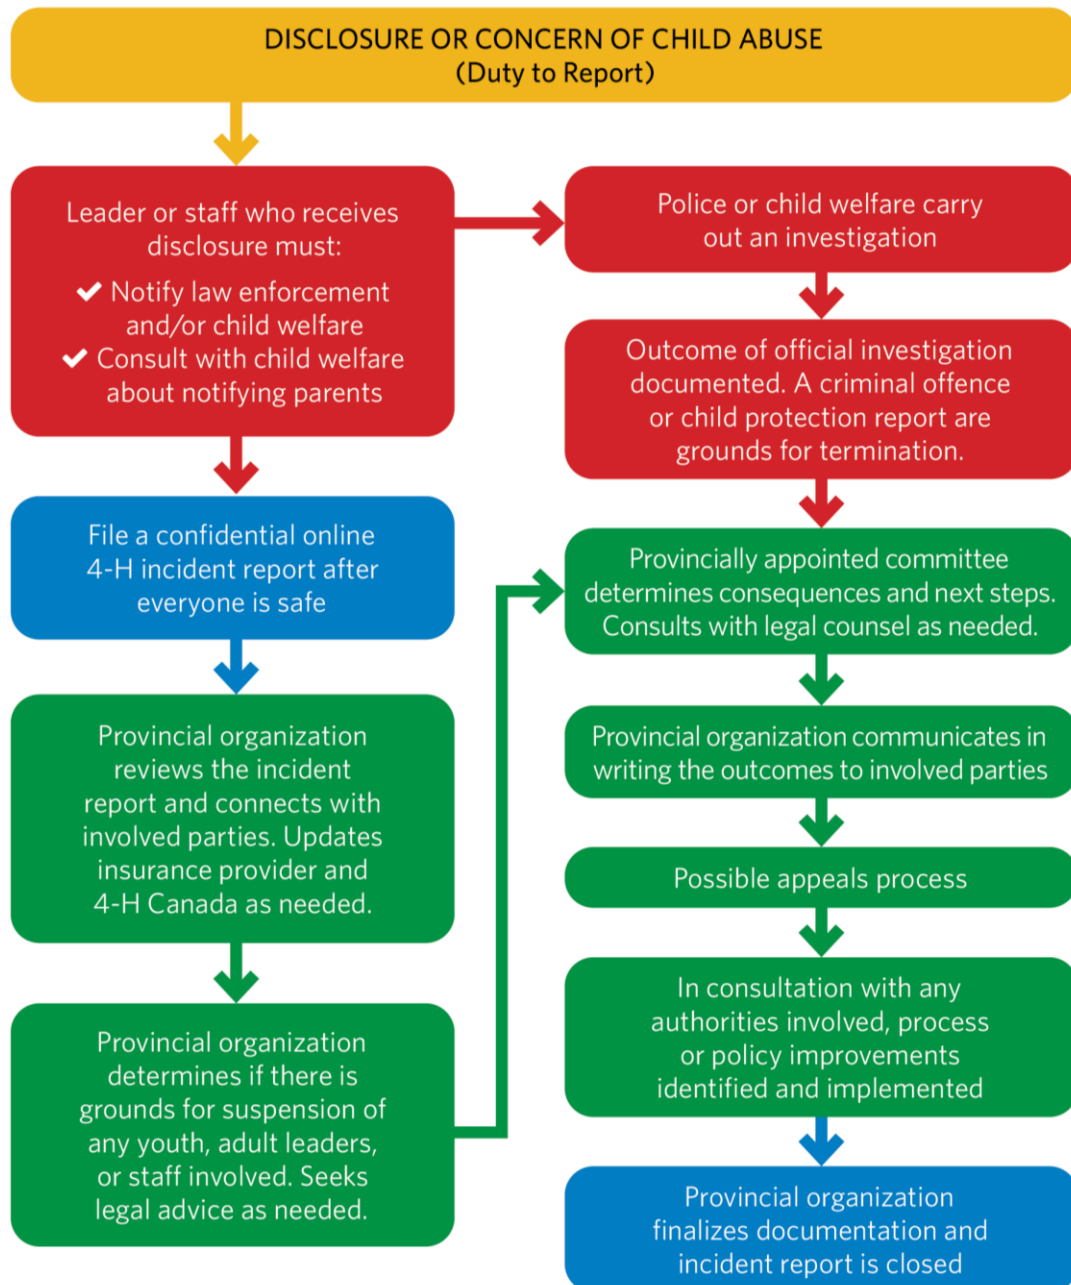 DISCLOSURE OR CONCERN OF CHILD ABUSE
(Duty to Report)
Leader or staff who receives
disclosure must:
✔ Notify law enforcement
and/or child welfare
✔ Consult with child welfare
about notifying parents
File a confidential online
4-H incident report after
everyone is safe
Provincial organization
reviews the incident
report and connects with
involved parties. Updates
insurance provider and
4-H Canada as needed.
Provincial organization
determines if there is
grounds for suspension of
any youth, adult leaders,
or staff involved. Seeks
legal advice as needed.
Police or child welfare carry
out an investigation
Outcome of official investigation
documented. A criminal offence
or child protection report are
grounds for termination.
Provincially appointed committee
determines consequences and next steps.
Consults with legal counsel as needed.
Provincial organization communicates in
writing the outcomes to involved parties
Possible appeals process
In consultation with any
authorities involved, process
or policy improvements
identified and implemented
Provincial organization
finalizes documentation and
incident report is closed